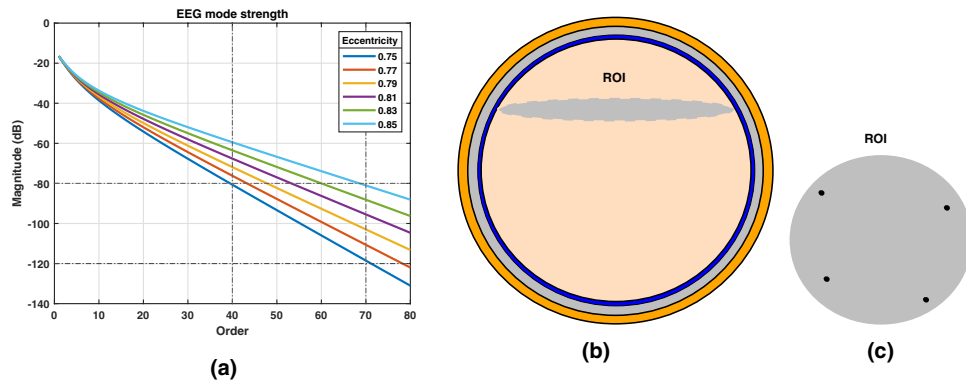 EEG mode strength
0
-20
-40
-60
-80
-100
-120
-140
Magnitude (dB)
0 10 20 30 40 50 60 70 80
Order
Eccentricity
0.75
0.77
0.79
0.81
0.83
0.85
(a)
ROI
(b)
ROI
(c)